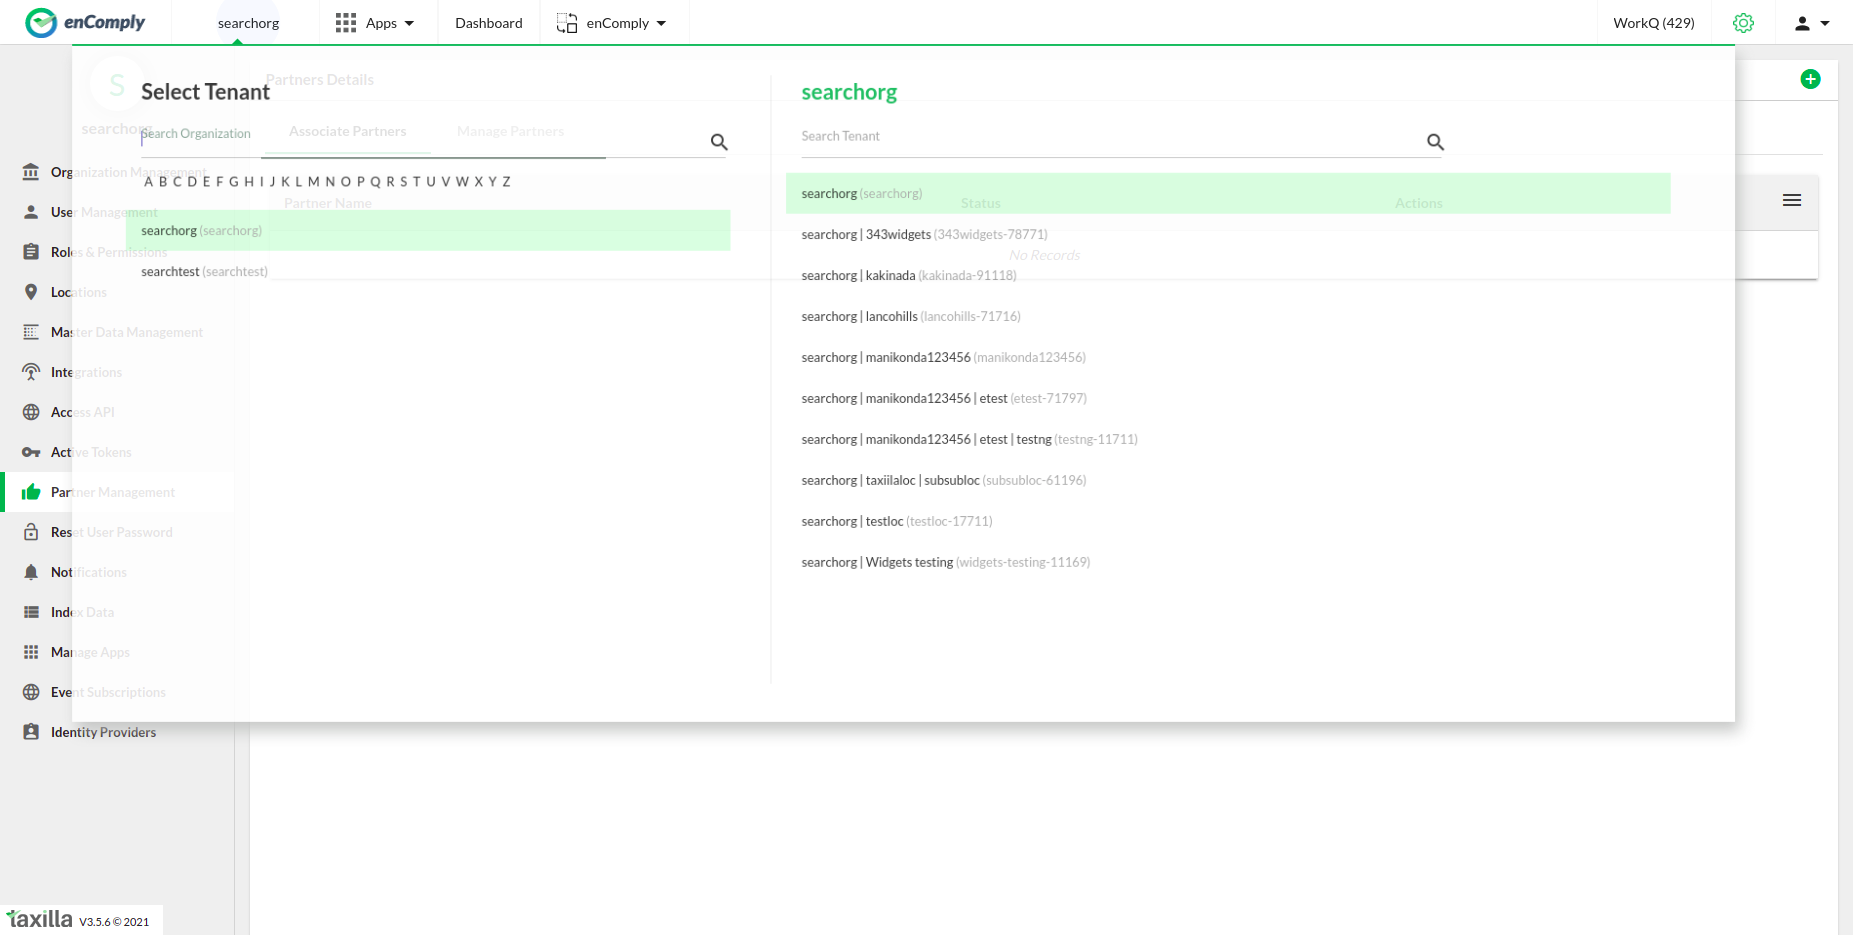 enComply
searchorg
Apps
Dashboard
enComply
WorkQ (429)
S
searchorg
Partners Details
Associate Partners
Manage Partners
Partner Name
Status
Actions
No Records
Select Tenant
Search Organization
A B C D E F G H I J K L M N O P Q R S T U V W X Y Z
searchorg (searchorg)
searchtest (searchtest)
searchorg
Search Tenant
searchorg (searchorg)
searchorg | 343widgets (343widgets-78771)
searchorg | kakinada (kakinada-91118)
searchorg | lancohills (lancohills-71716)
searchorg | manikonda123456 (manikonda123456)
searchorg | manikonda123456 | etest (etest-71797)
searchorg | manikonda123456 | etest | testng (testng-11711)
searchorg | taxiilaloc | subsubloc (subsubloc-61196)
searchorg | testloc (testloc-17711)
searchorg | Widgets testing (widgets-testing-11169)
Organization Management
User Management
Roles & Permissions
Locations
Master Data Management
Integrations
Access API
Active Tokens
Partner Management
Reset User Password
Notifications
Index Data
Manage Apps
Event Subscriptions
Identity Providers
taxilla V3.5.6 © 2021